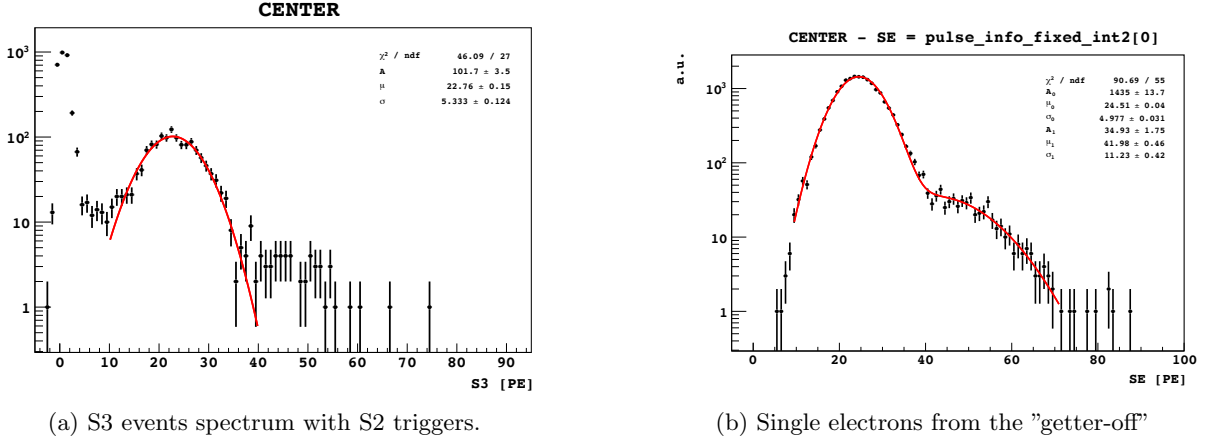 CENTER
χ² / ndf 46.09 / 27
A 101.7 ± 3.5
μ 22.76 ± 0.15
σ 5.333 ± 0.124
10³
10²
10
1
0 10 20 30 40 50 60 70 80 90
S3 [PE]
(a) S3 events spectrum with S2 triggers.
CENTER - SE = pulse_info_fixed_int2[0]
a.u.
χ² / ndf 90.69 / 55
A₀ 1435 ± 13.7
μ₀ 24.51 ± 0.04
σ₀ 4.977 ± 0.031
A₁ 34.93 ± 1.75
μ₁ 41.98 ± 0.46
σ₁ 11.23 ± 0.42
10³
10²
10
1
0 20 40 60 80 100
SE [PE]
(b) Single electrons from the ”getter-off”